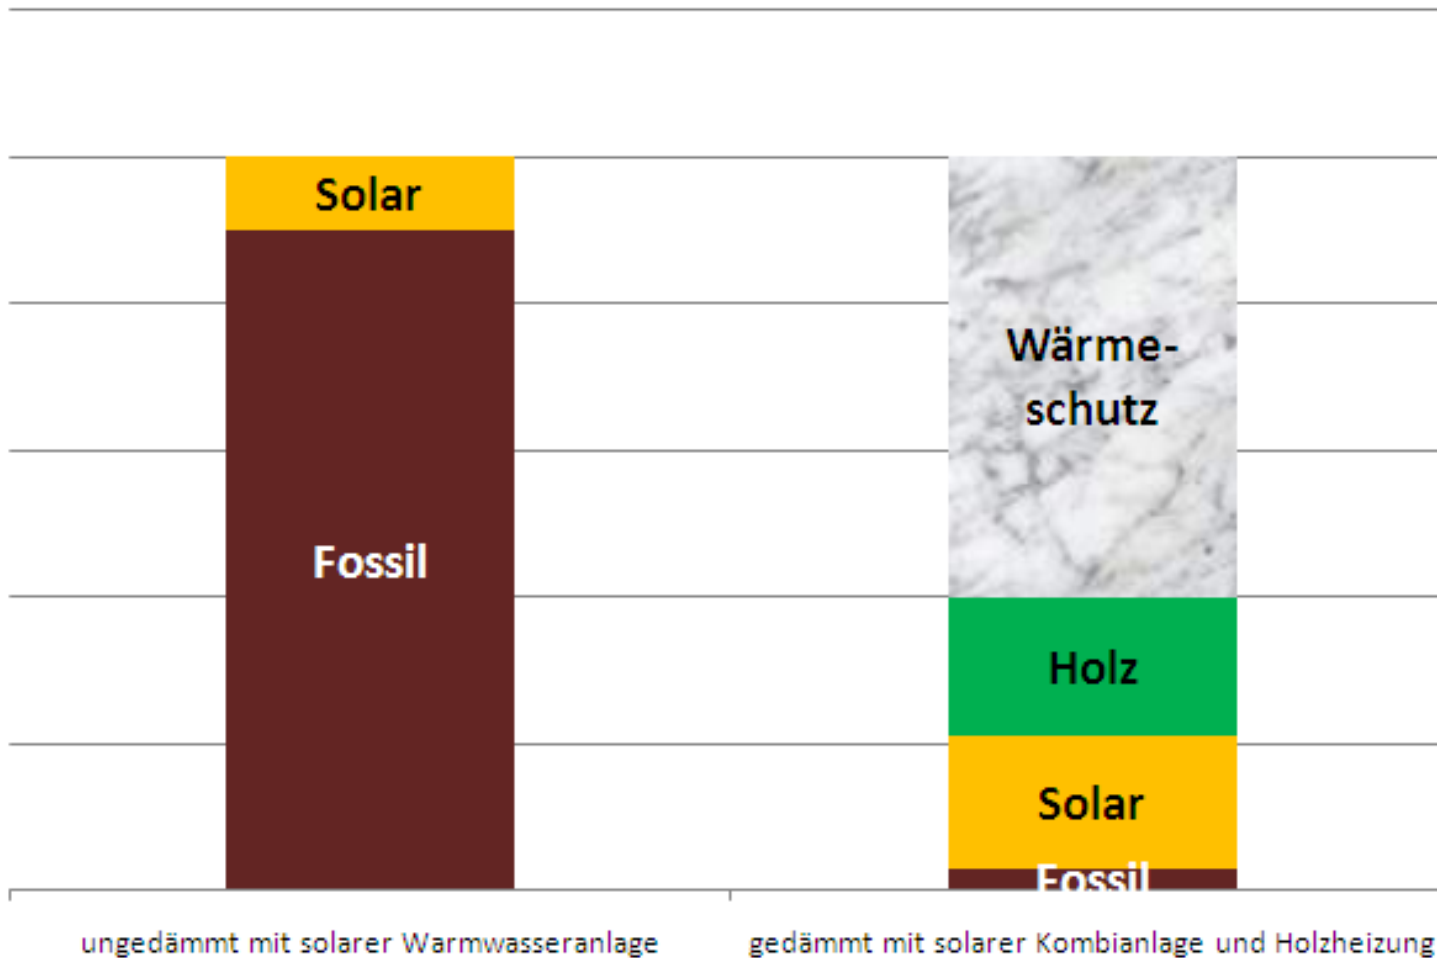 Solar
Fossil
Wärme-
schutz
Holz
Solar
Fossil
ungedämmt mit solarer Warmwasseranlage
gedämmt mit solarer Kombianlage und Holzheizung